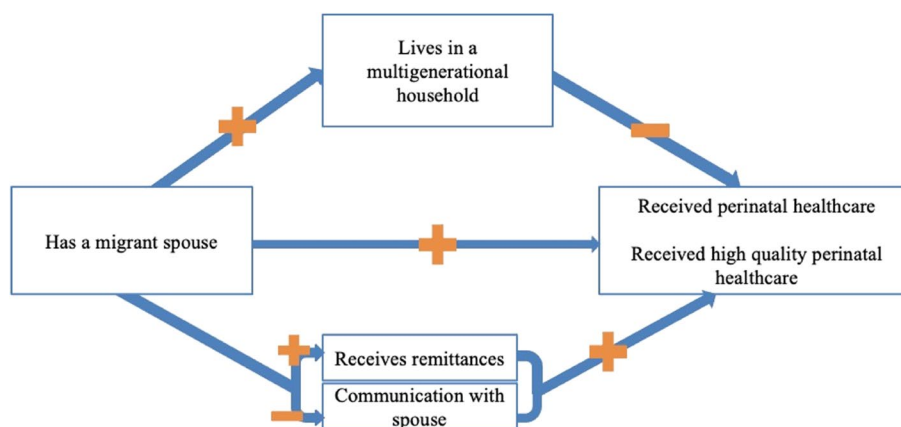 Lives in a
multigenerational
household
Has a migrant spouse
Received perinatal healthcare
Received high quality perinatal
healthcare
Receives remittances
Communication with
spouse